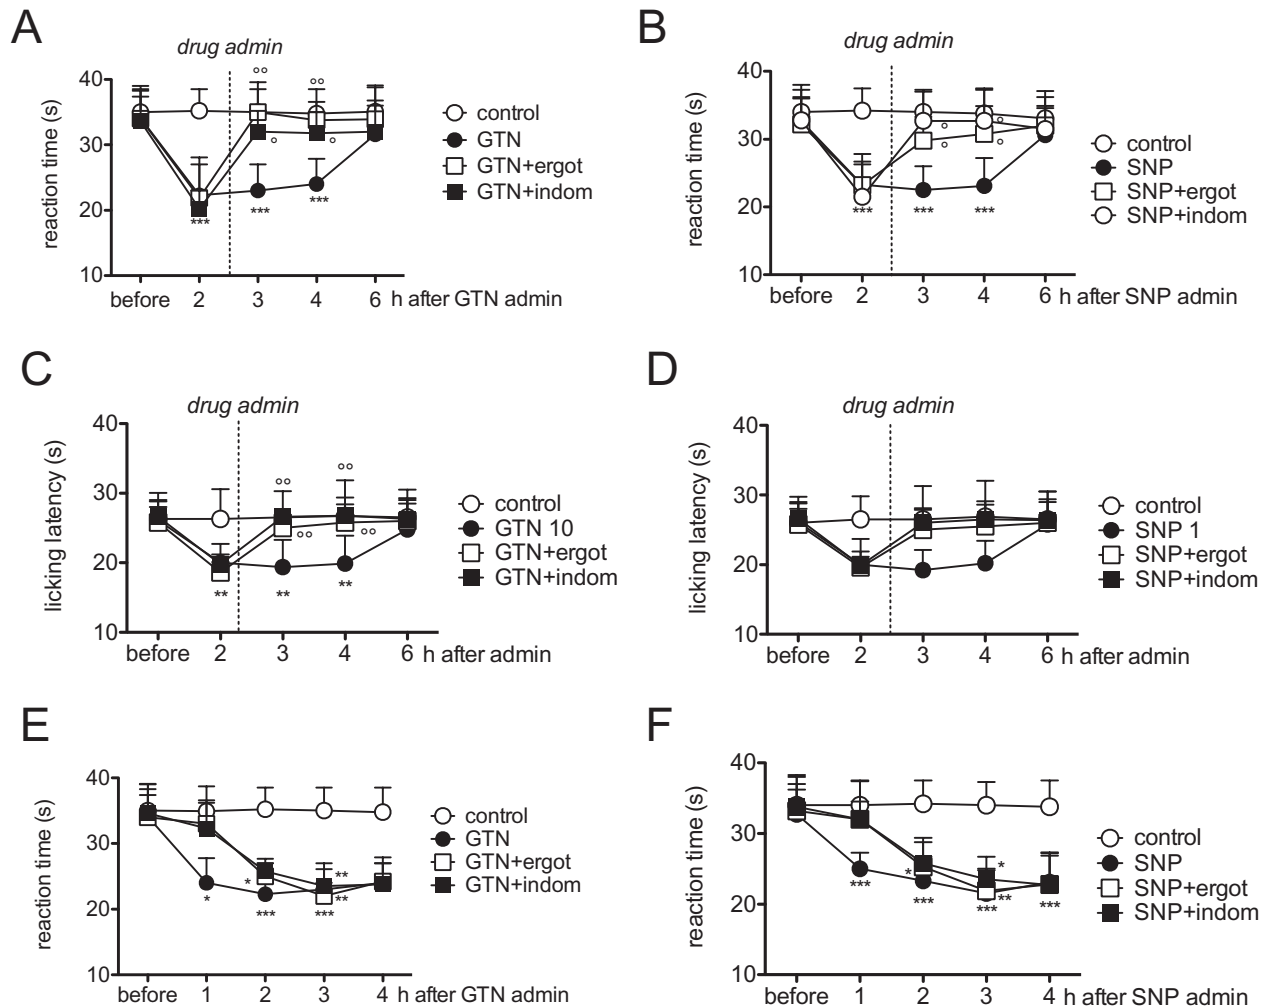 A
drug admin
reaction time (s)
40
30
20
10
°°
°°
°
°
***
***
***
before 2 3 4 6 h after GTN admin
control
GTN
GTN+ergot
GTN+indom
B
drug admin
reaction time (s)
40
30
20
10
°
°
°
°
*** *** ***
before 2 3 4 6 h after SNP admin
control
SNP
SNP+ergot
SNP+indom
C
drug admin
licking latency (s)
40
30
20
10
°°
°°
°°
°°
**
** **
before 2 3 4 6 h after admin
control
GTN 10
GTN+ergot
GTN+indom
D
drug admin
licking latency (s)
40
30
20
10
before 2 3 4 6 h after admin
control
SNP 1
SNP+ergot
SNP+indom
E
reaction time (s)
40
30
20
10
**
*
* **
*** ***
before 1 2 3 4 h after GTN admin
control
GTN
GTN+ergot
GTN+indom
F
reaction time (s)
40
30
20
10
*
*
*** **
*** *** ***
before 1 2 3 4 h after SNP admin
control
SNP
SNP+ergot
SNP+indom